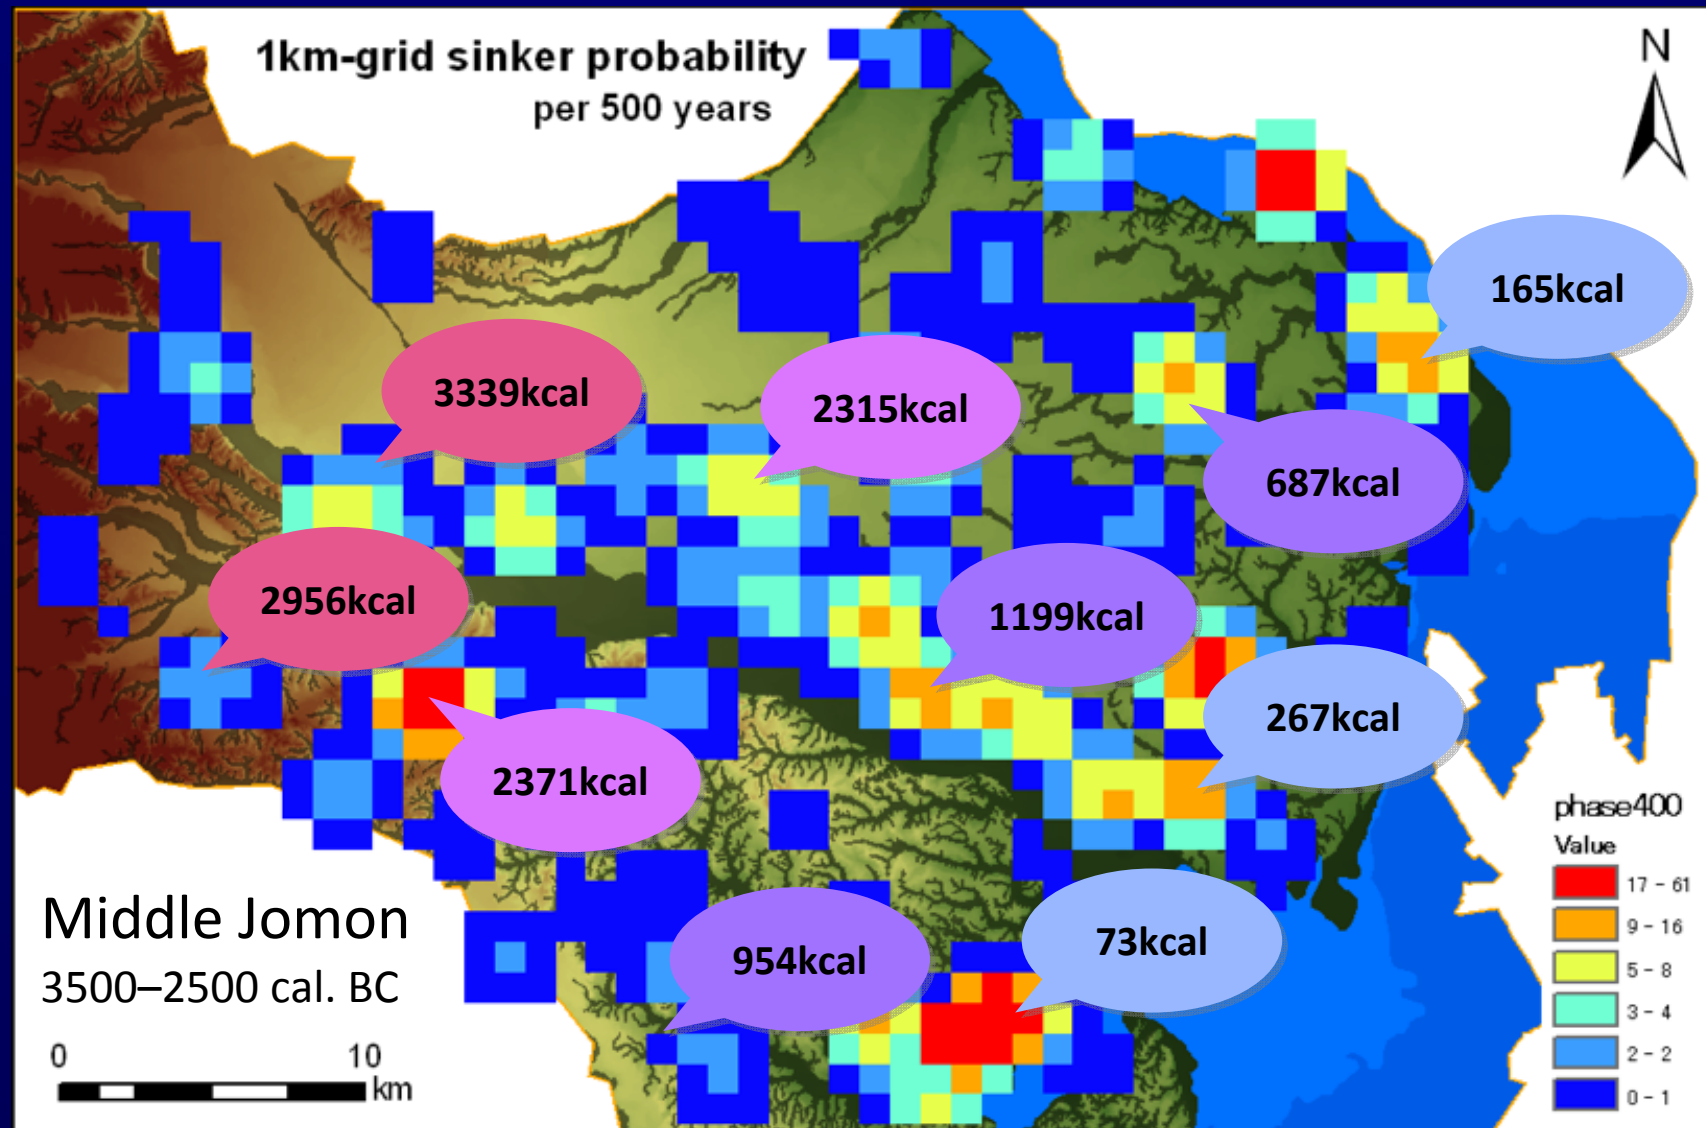 1km-grid sinker probability
per 500 years
N
165kcal
3339kcal
2315kcal
687kcal
2956kcal
1199kcal
267kcal
2371kcal
954kcal
73kcal
Middle Jomon
3500–2500 cal. BC
0 10
km
phase400
Value
17 - 61
9 - 16
5 - 8
3 - 4
2 - 2
0 - 1